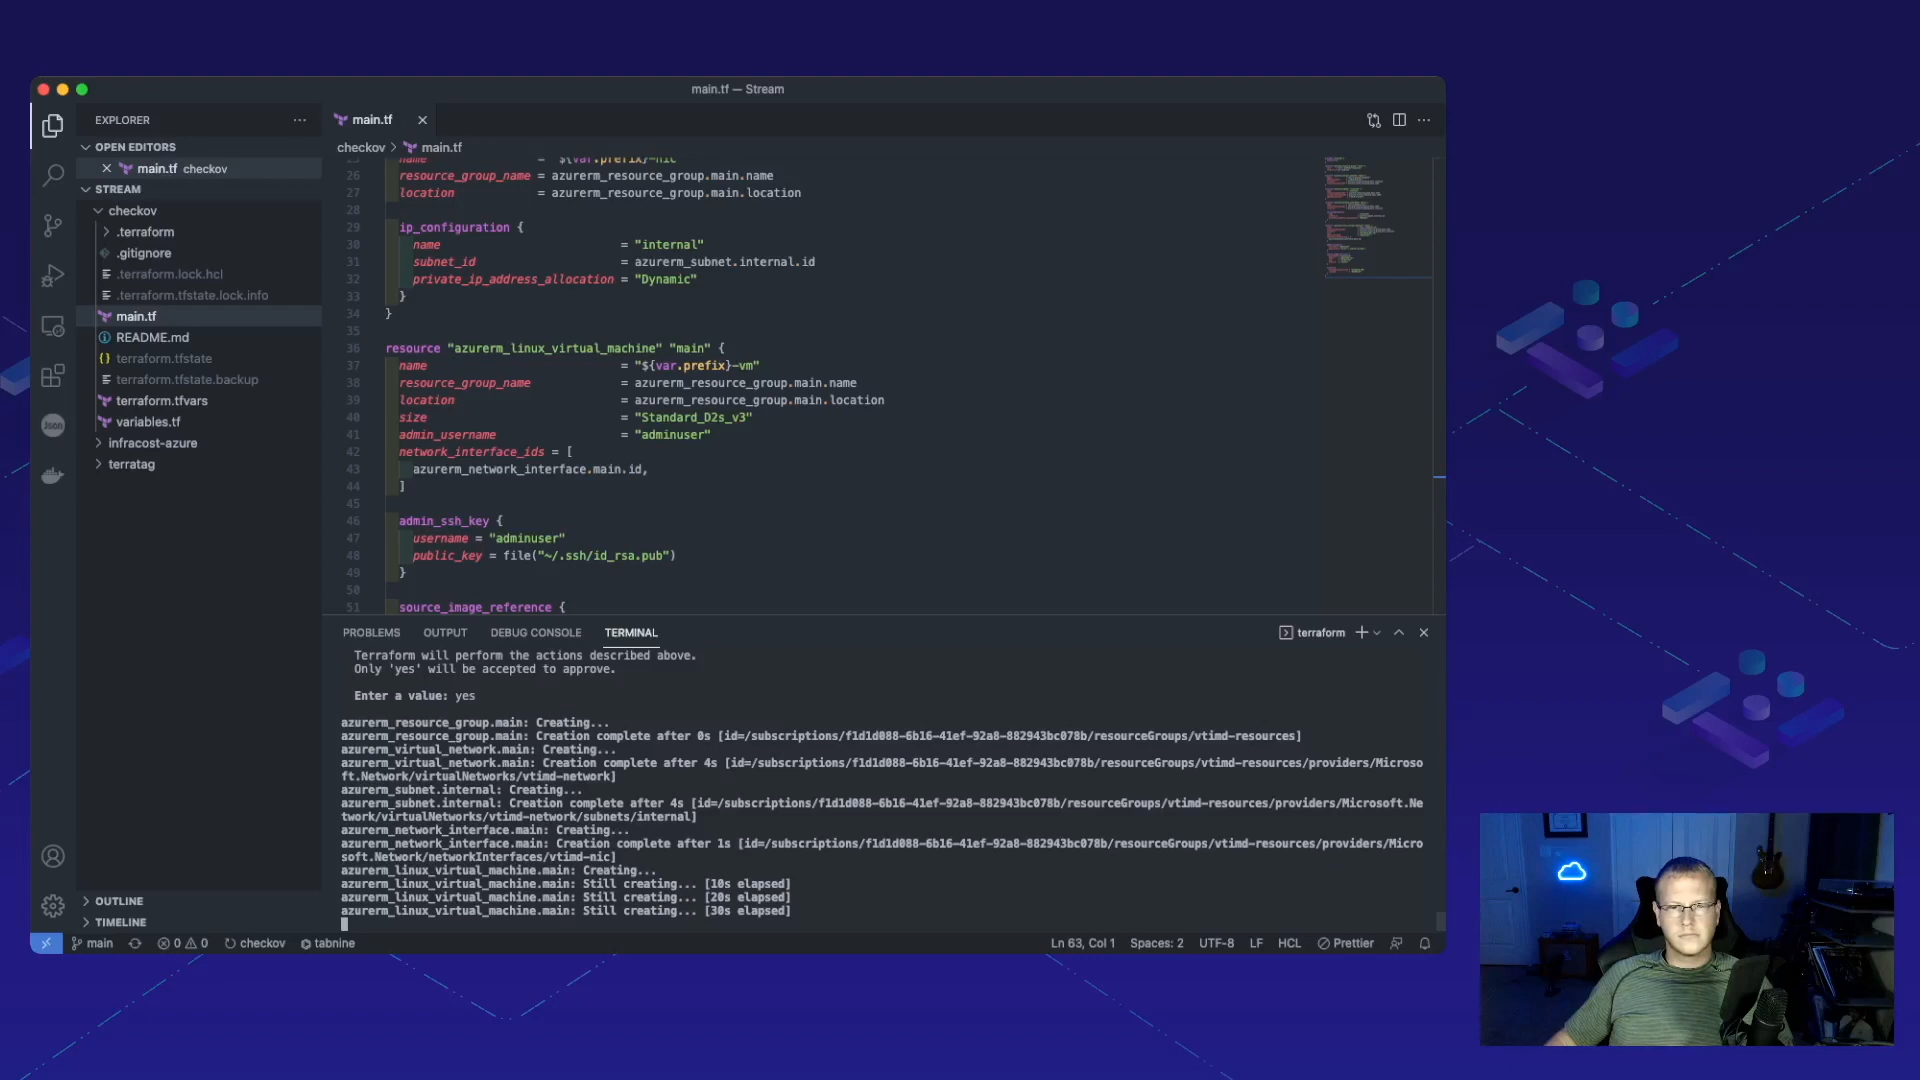 main.tf — Stream
EXPLORER
main.tf
OPEN EDITORS
main.tf checkov
STREAM
checkov
.terraform
.gitignore
.terraform.lock.hcl
.terraform.tfstate.lock.info
main.tf
README.md
terraform.tfstate
terraform.tfstate.backup
terraform.tfvars
variables.tf
infracost-azure
terratag
OUTLINE
TIMELINE
Json
checkov > main.tf
25 name = "${var.prefix}-nic"
26 resource_group_name = azurerm_resource_group.main.name
27 location = azurerm_resource_group.main.location
28
29 ip_configuration {
30 name = "internal"
31 subnet_id = azurerm_subnet.internal.id
32 private_ip_address_allocation = "Dynamic"
33 }
34 }
35
36 resource "azurerm_linux_virtual_machine" "main" {
37 name = "${var.prefix}-vm"
38 resource_group_name = azurerm_resource_group.main.name
39 location = azurerm_resource_group.main.location
40 size = "Standard_D2s_v3"
41 admin_username = "adminuser"
42 network_interface_ids = [
43 azurerm_network_interface.main.id,
44 ]
45
46 admin_ssh_key {
47 username = "adminuser"
48 public_key = file("~/.ssh/id_rsa.pub")
49 }
50
51 source_image_reference {
PROBLEMS OUTPUT DEBUG CONSOLE TERMINAL
terraform
Terraform will perform the actions described above.
Only 'yes' will be accepted to approve.
Enter a value: yes
azurerm_resource_group.main: Creating...
azurerm_resource_group.main: Creation complete after 0s [id=/subscriptions/f1d1d088-6b16-41ef-92a8-882943bc078b/resourceGroups/vtimd-resources]
azurerm_virtual_network.main: Creating...
azurerm_virtual_network.main: Creation complete after 4s [id=/subscriptions/f1d1d088-6b16-41ef-92a8-882943bc078b/resourceGroups/vtimd-resources/providers/Microso
ft.Network/virtualNetworks/vtimd-network]
azurerm_subnet.internal: Creating...
azurerm_subnet.internal: Creation complete after 4s [id=/subscriptions/f1d1d088-6b16-41ef-92a8-882943bc078b/resourceGroups/vtimd-resources/providers/Microsoft.Ne
twork/virtualNetworks/vtimd-network/subnets/internal]
azurerm_network_interface.main: Creating...
azurerm_network_interface.main: Creation complete after 1s [id=/subscriptions/f1d1d088-6b16-41ef-92a8-882943bc078b/resourceGroups/vtimd-resources/providers/Micro
soft.Network/networkInterfaces/vtimd-nic]
azurerm_linux_virtual_machine.main: Creating...
azurerm_linux_virtual_machine.main: Still creating... [10s elapsed]
azurerm_linux_virtual_machine.main: Still creating... [20s elapsed]
azurerm_linux_virtual_machine.main: Still creating... [30s elapsed]
main 0 0 checkov tabnine Ln 63, Col 1 Spaces: 2 UTF-8 LF HCL Prettier